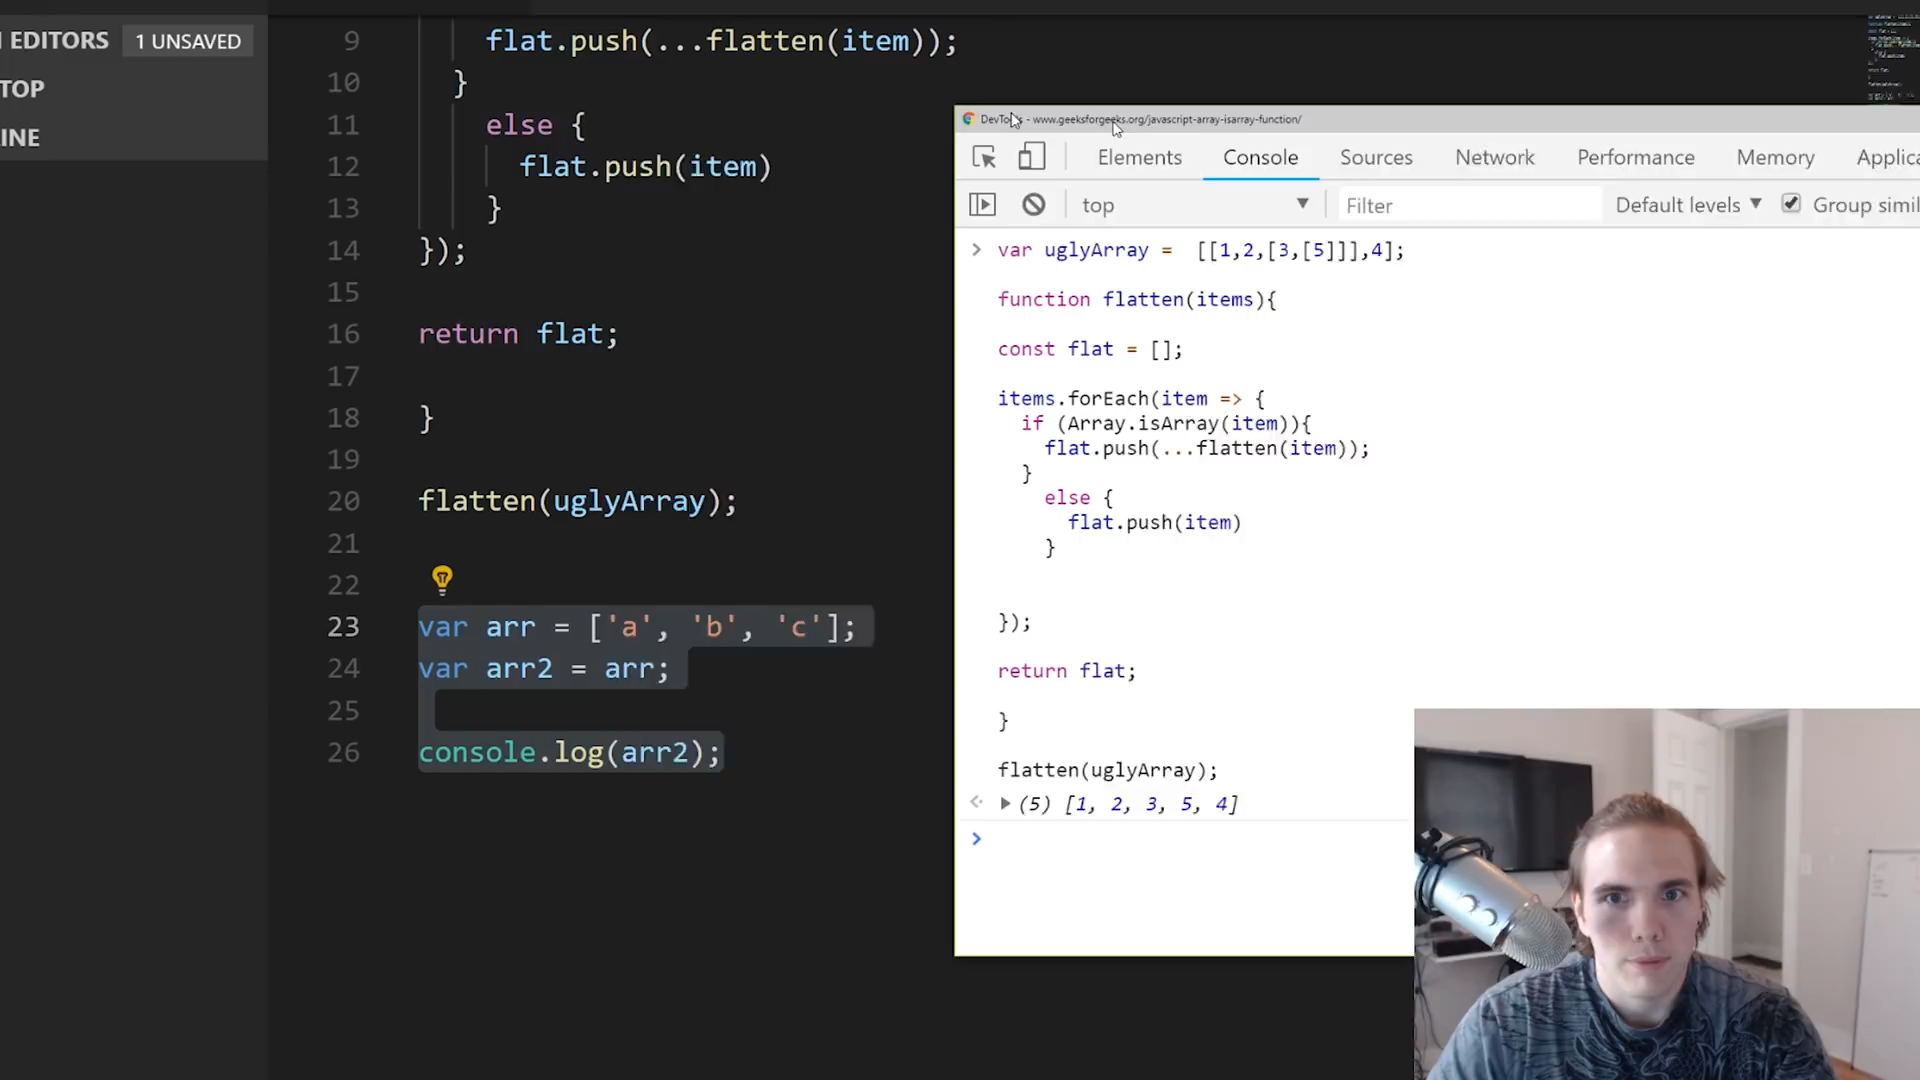 EDITORS 1 UNSAVED
TOP
INE
9 flat.push(...flatten(item));
10 }
11 else {
12 flat.push(item)
13 }
14 });
15
16 return flat;
17
18 }
19
20 flatten(uglyArray);
21
22
23 var arr = ['a', 'b', 'c'];
24 var arr2 = arr;
25
26 console.log(arr2);
DevTools - www.geeksforgeeks.org/javascript-array-isarray-function/
Elements Console Sources Network Performance Memory Applica
top Filter Default levels Group simil
> var uglyArray = [[1,2,[3,[5]]],4];
function flatten(items){
const flat = [];
items.forEach(item => {
if (Array.isArray(item)){
flat.push(...flatten(item));
}
else {
flat.push(item)
}
});
return flat;
}
flatten(uglyArray);
(5) [1, 2, 3, 5, 4]
>